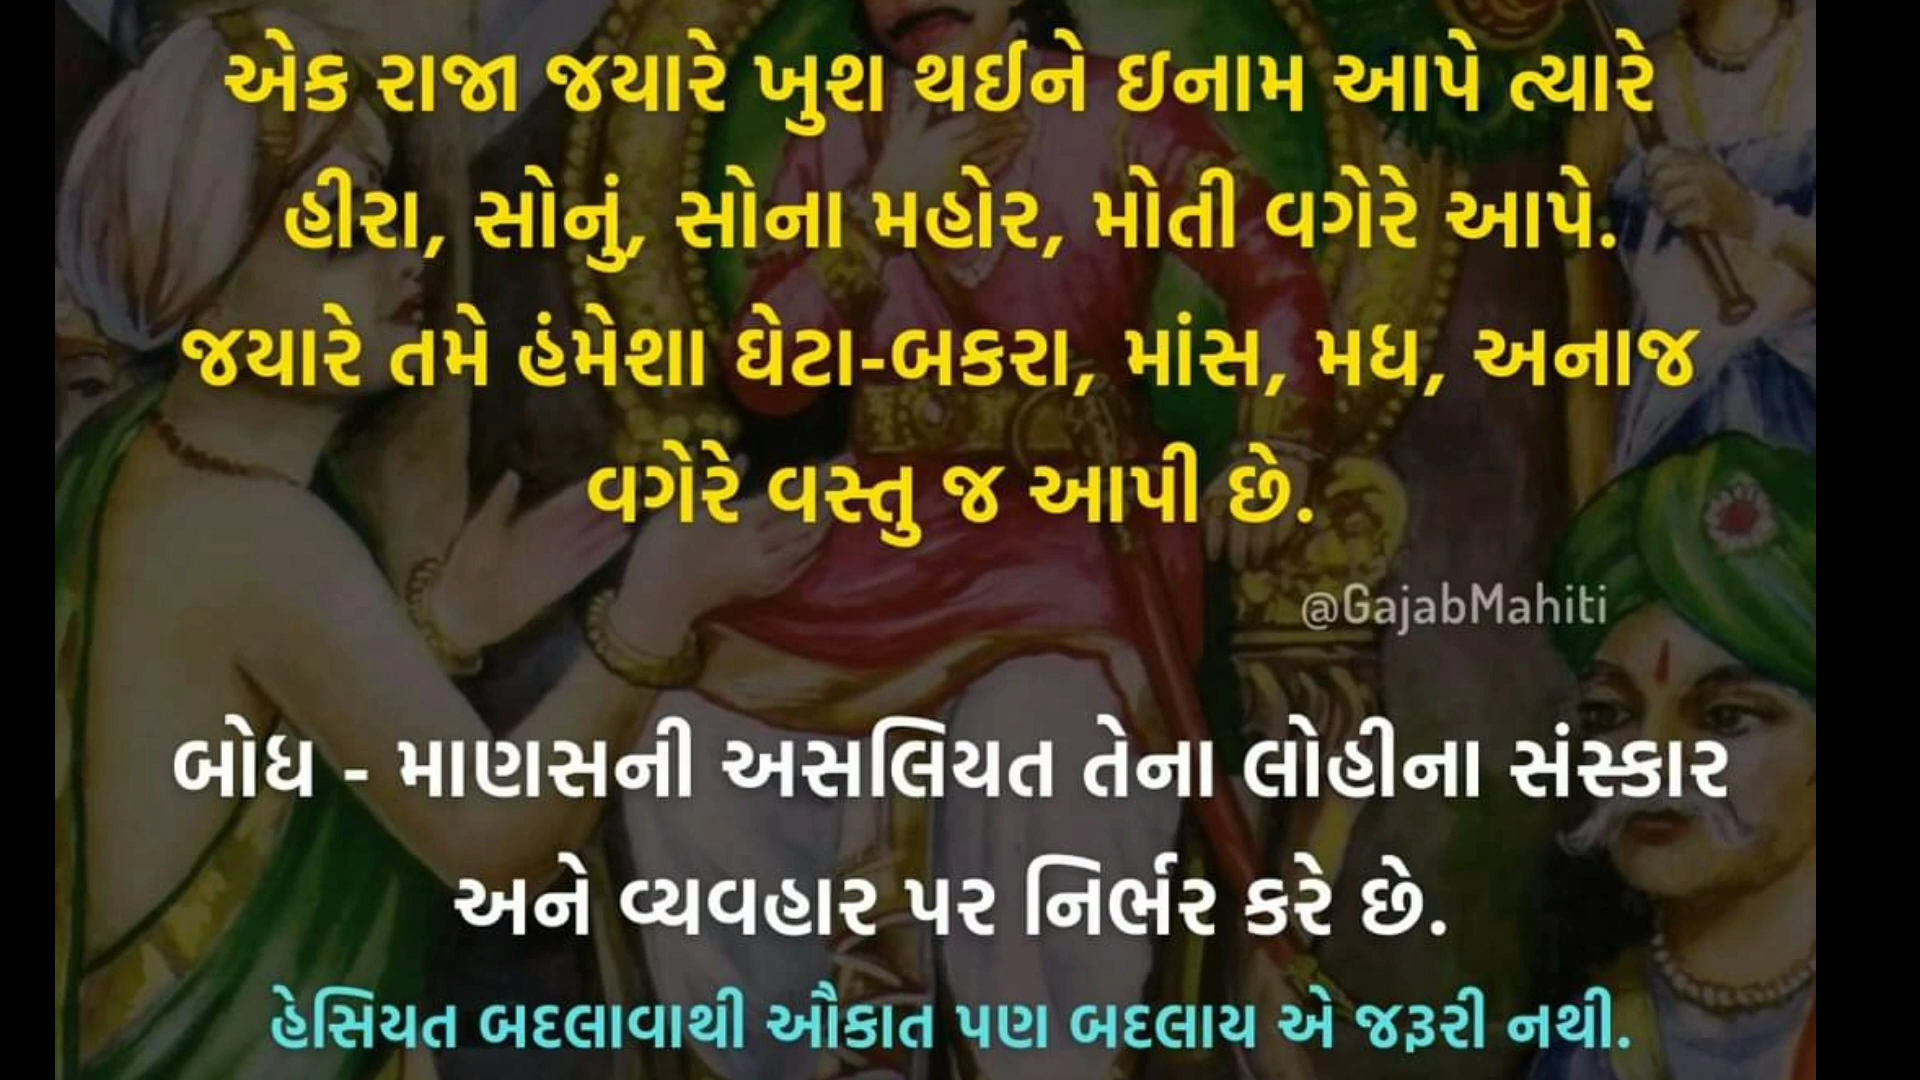 એક રાજા જયારે ખુશ થઈને ઇનામ આપે ત્યારે
હીરા, સોનું, સોના મહોર, મોતી વગેરે આપે.
જયારે તમે હંમેશા ઘેટા-બકરા, માંસ, મધ, અનાજ
વગેરે વસ્તુ જ આપી છે.
@GajabMahiti
બોધ - માણસની અસલિયત તેના લોહીના સંસ્કાર
અને વ્યવહાર પર નિર્ભર કરે છે.
હેસિયત બદલાવાથી ઔકાત પણ બદલાય એ જરૂરી નથી.